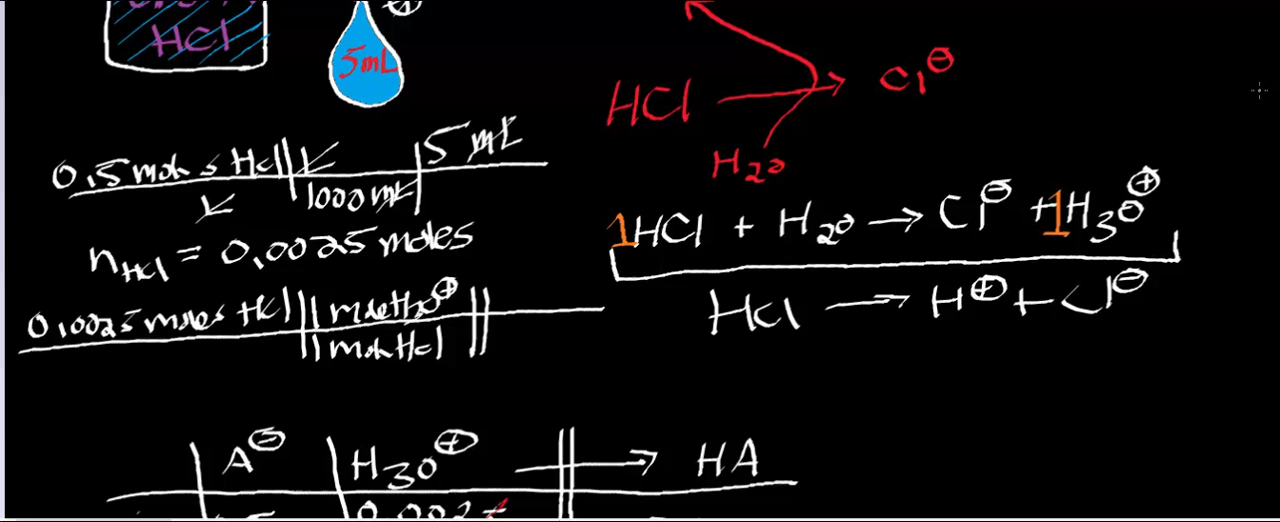 HCl
5mL
⊕
HCl → Cl⊖
H2O
0.5 moles HCl | L | 5 mL
L | 1000 mL
1HCl + H2O → Cl⊖ + 1H3O⊕
nHCl = 0.0025 moles
HCl → H⊕ + Cl⊖
0.0025 moles HCl | 1 mole H3O⊕
1 mole HCl
A⊖ | H3O⊕ → HA